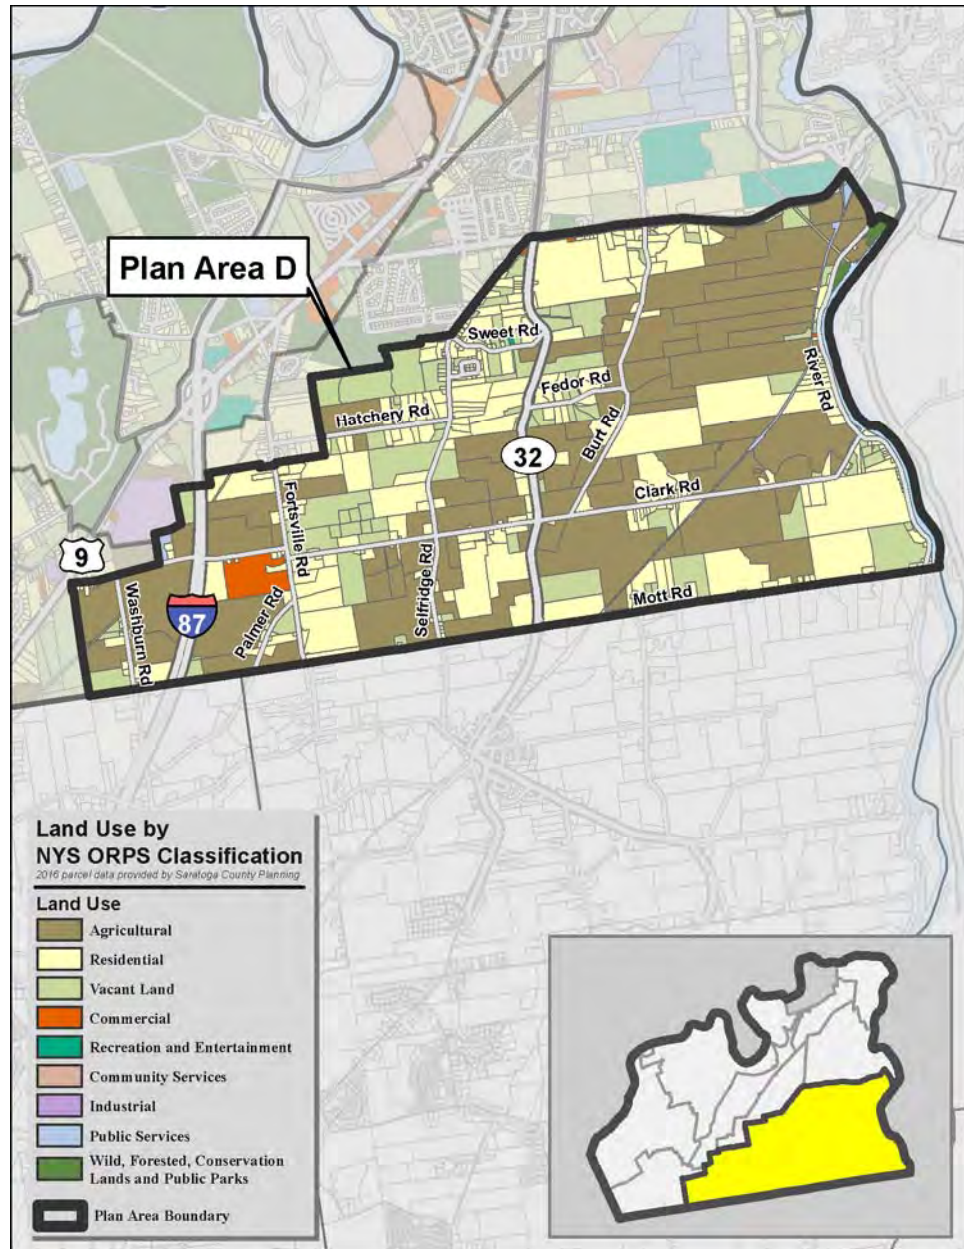 Plan Area D
Sweet Rd
Fedor Rd
Hatchery Rd
River Rd
Burt Rd
32
Clark Rd
Fortsville Rd
9
Selfridge Rd
Mott Rd
Washburn Rd
87
Palmer Rd
Land Use by
NYS ORPS Classification
2016 parcel data provided by Saratoga County Planning
Land Use
Agricultural
Residential
Vacant Land
Commercial
Recreation and Entertainment
Community Services
Industrial
Public Services
Wild, Forested, Conservation
Lands and Public Parks
Plan Area Boundary